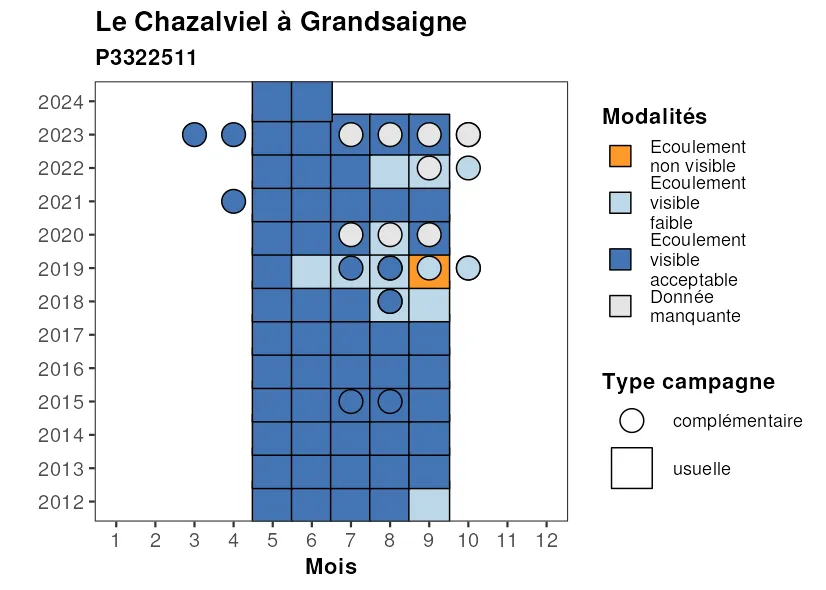 Le Chazalviel à Grandsaigne
P3322511
2024
2023
2022
2021
2020
2019
2018
2017
2016
2015
2014
2013
2012
1 2 3 4 5 6 7 8 9 10 11 12
Mois
Modalités
Ecoulement
non visible
Ecoulement
visible
faible
Ecoulement
visible
acceptable
Donnée
manquante
Type campagne
complémentaire
usuelle